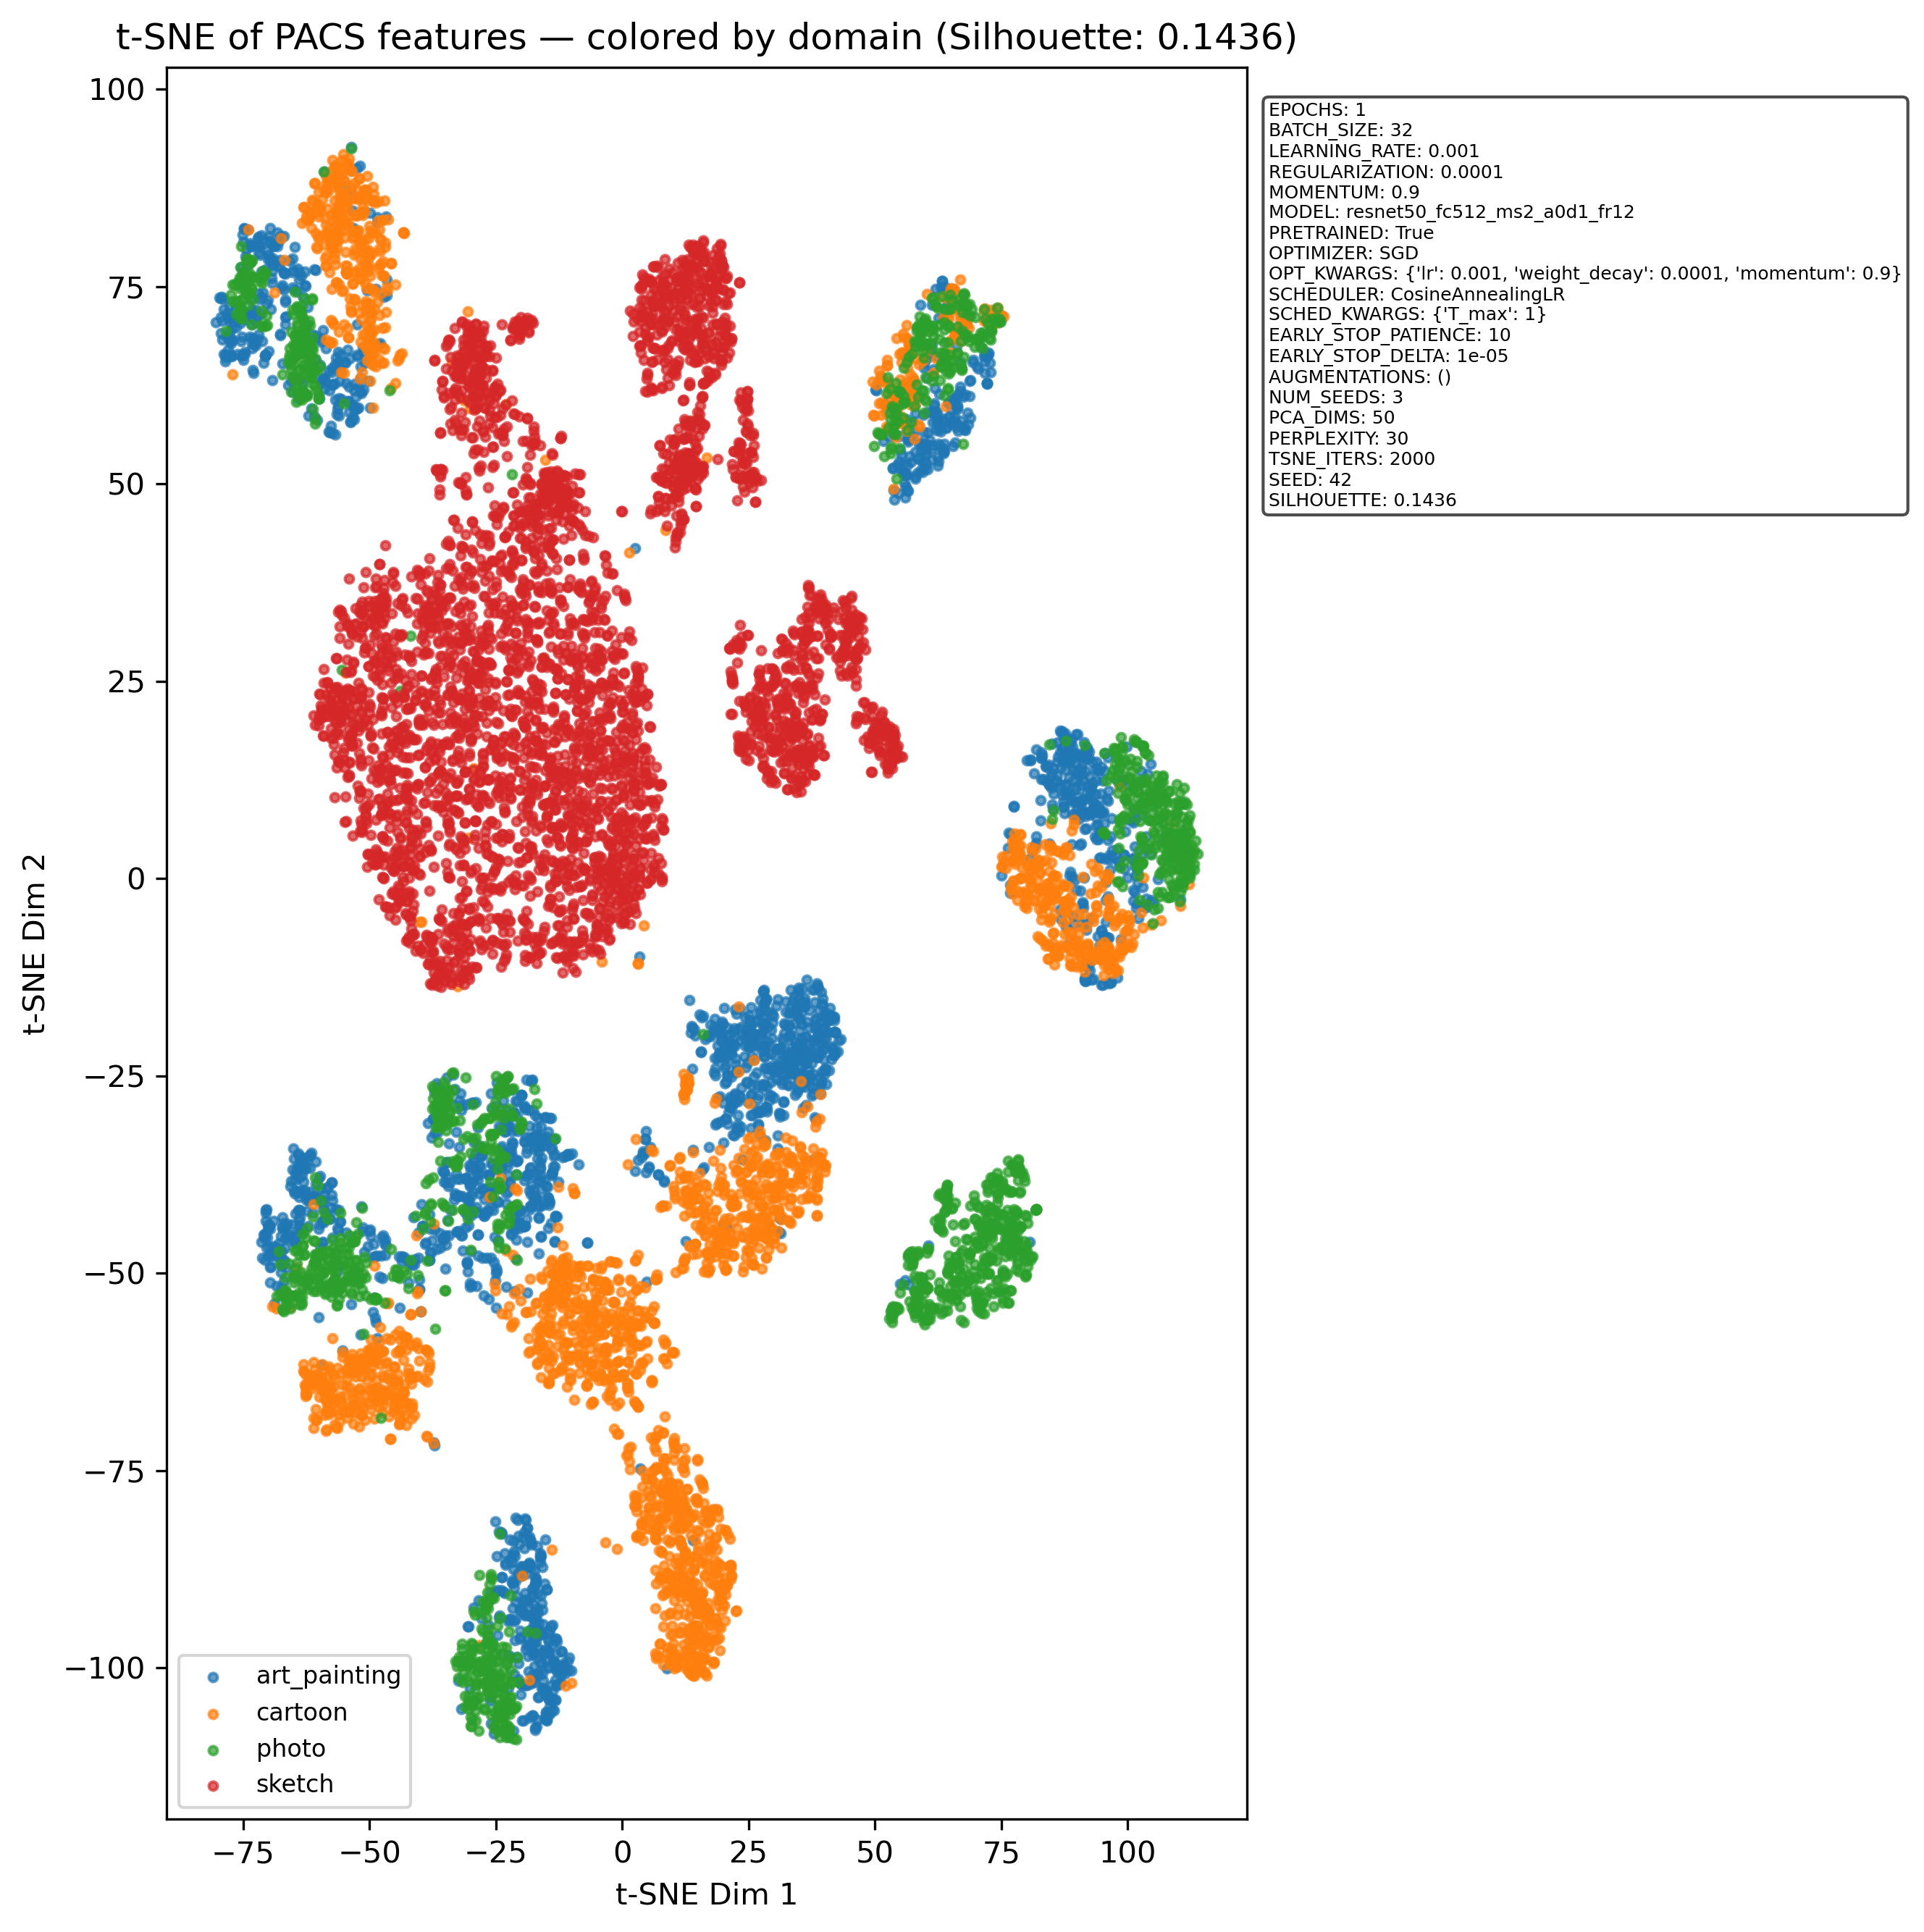 t-SNE of PACS features — colored by domain (Silhouette: 0.1436)
100
75
50
25
0
−25
−50
−75
−100
t-SNE Dim 2
−75
−50
−25
0
25
50
75
100
t-SNE Dim 1
art_painting
cartoon
photo
sketch
EPOCHS: 1
BATCH_SIZE: 32
LEARNING_RATE: 0.001
REGULARIZATION: 0.0001
MOMENTUM: 0.9
MODEL: resnet50_fc512_ms2_a0d1_fr12
PRETRAINED: True
OPTIMIZER: SGD
OPT_KWARGS: {'lr': 0.001, 'weight_decay': 0.0001, 'momentum': 0.9}
SCHEDULER: CosineAnnealingLR
SCHED_KWARGS: {'T_max': 1}
EARLY_STOP_PATIENCE: 10
EARLY_STOP_DELTA: 1e-05
AUGMENTATIONS: ()
NUM_SEEDS: 3
PCA_DIMS: 50
PERPLEXITY: 30
TSNE_ITERS: 2000
SEED: 42
SILHOUETTE: 0.1436